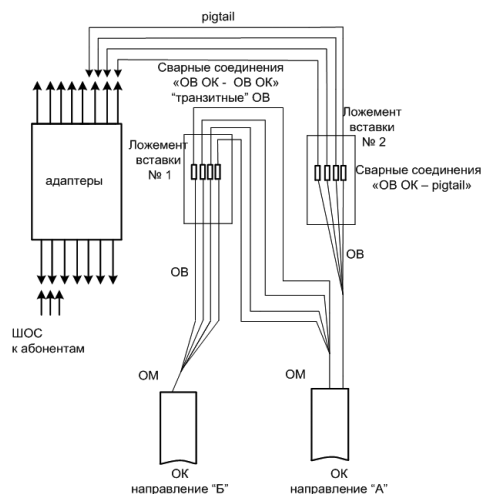 pigtail
Сварные соединения
«ОВ ОК - ОВ ОК»
“транзитные” ОВ
Ложемент
вставки
№ 2
Ложемент
вставки
№ 1
Сварные соединения
«ОВ ОК – pigtail»
адаптеры
ОВ
ОВ
ШОС
к абонентам
ОМ
ОМ
ОК
направление “Б”
ОК
направление “А”